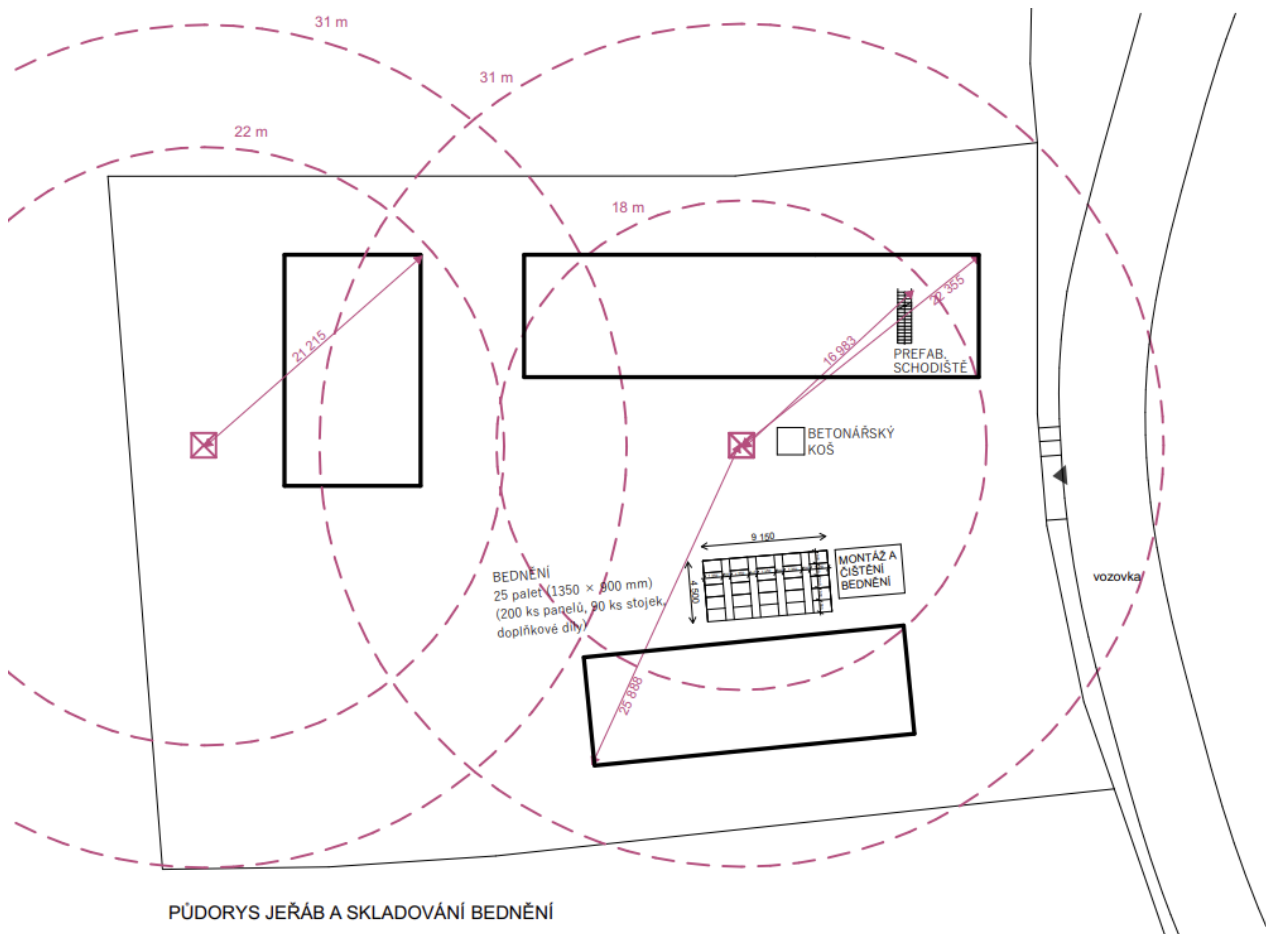 31 m
31 m
22 m
18 m
21 215
22 355
16 983
PREFAB.
SCHODIŠTĚ
BETONÁŘSKÝ
KOŠ
9 150
4 500
MONTÁŽ A
ČIŠTĚNÍ
BEDNĚNÍ
BEDNĚNÍ
25 palet (1350 × 900 mm)
(200 ks panelů, 90 ks stojek,
doplňkové díly)
25 888
vozovka
PŮDORYS JEŘÁB A SKLADOVÁNÍ BEDNĚNÍ